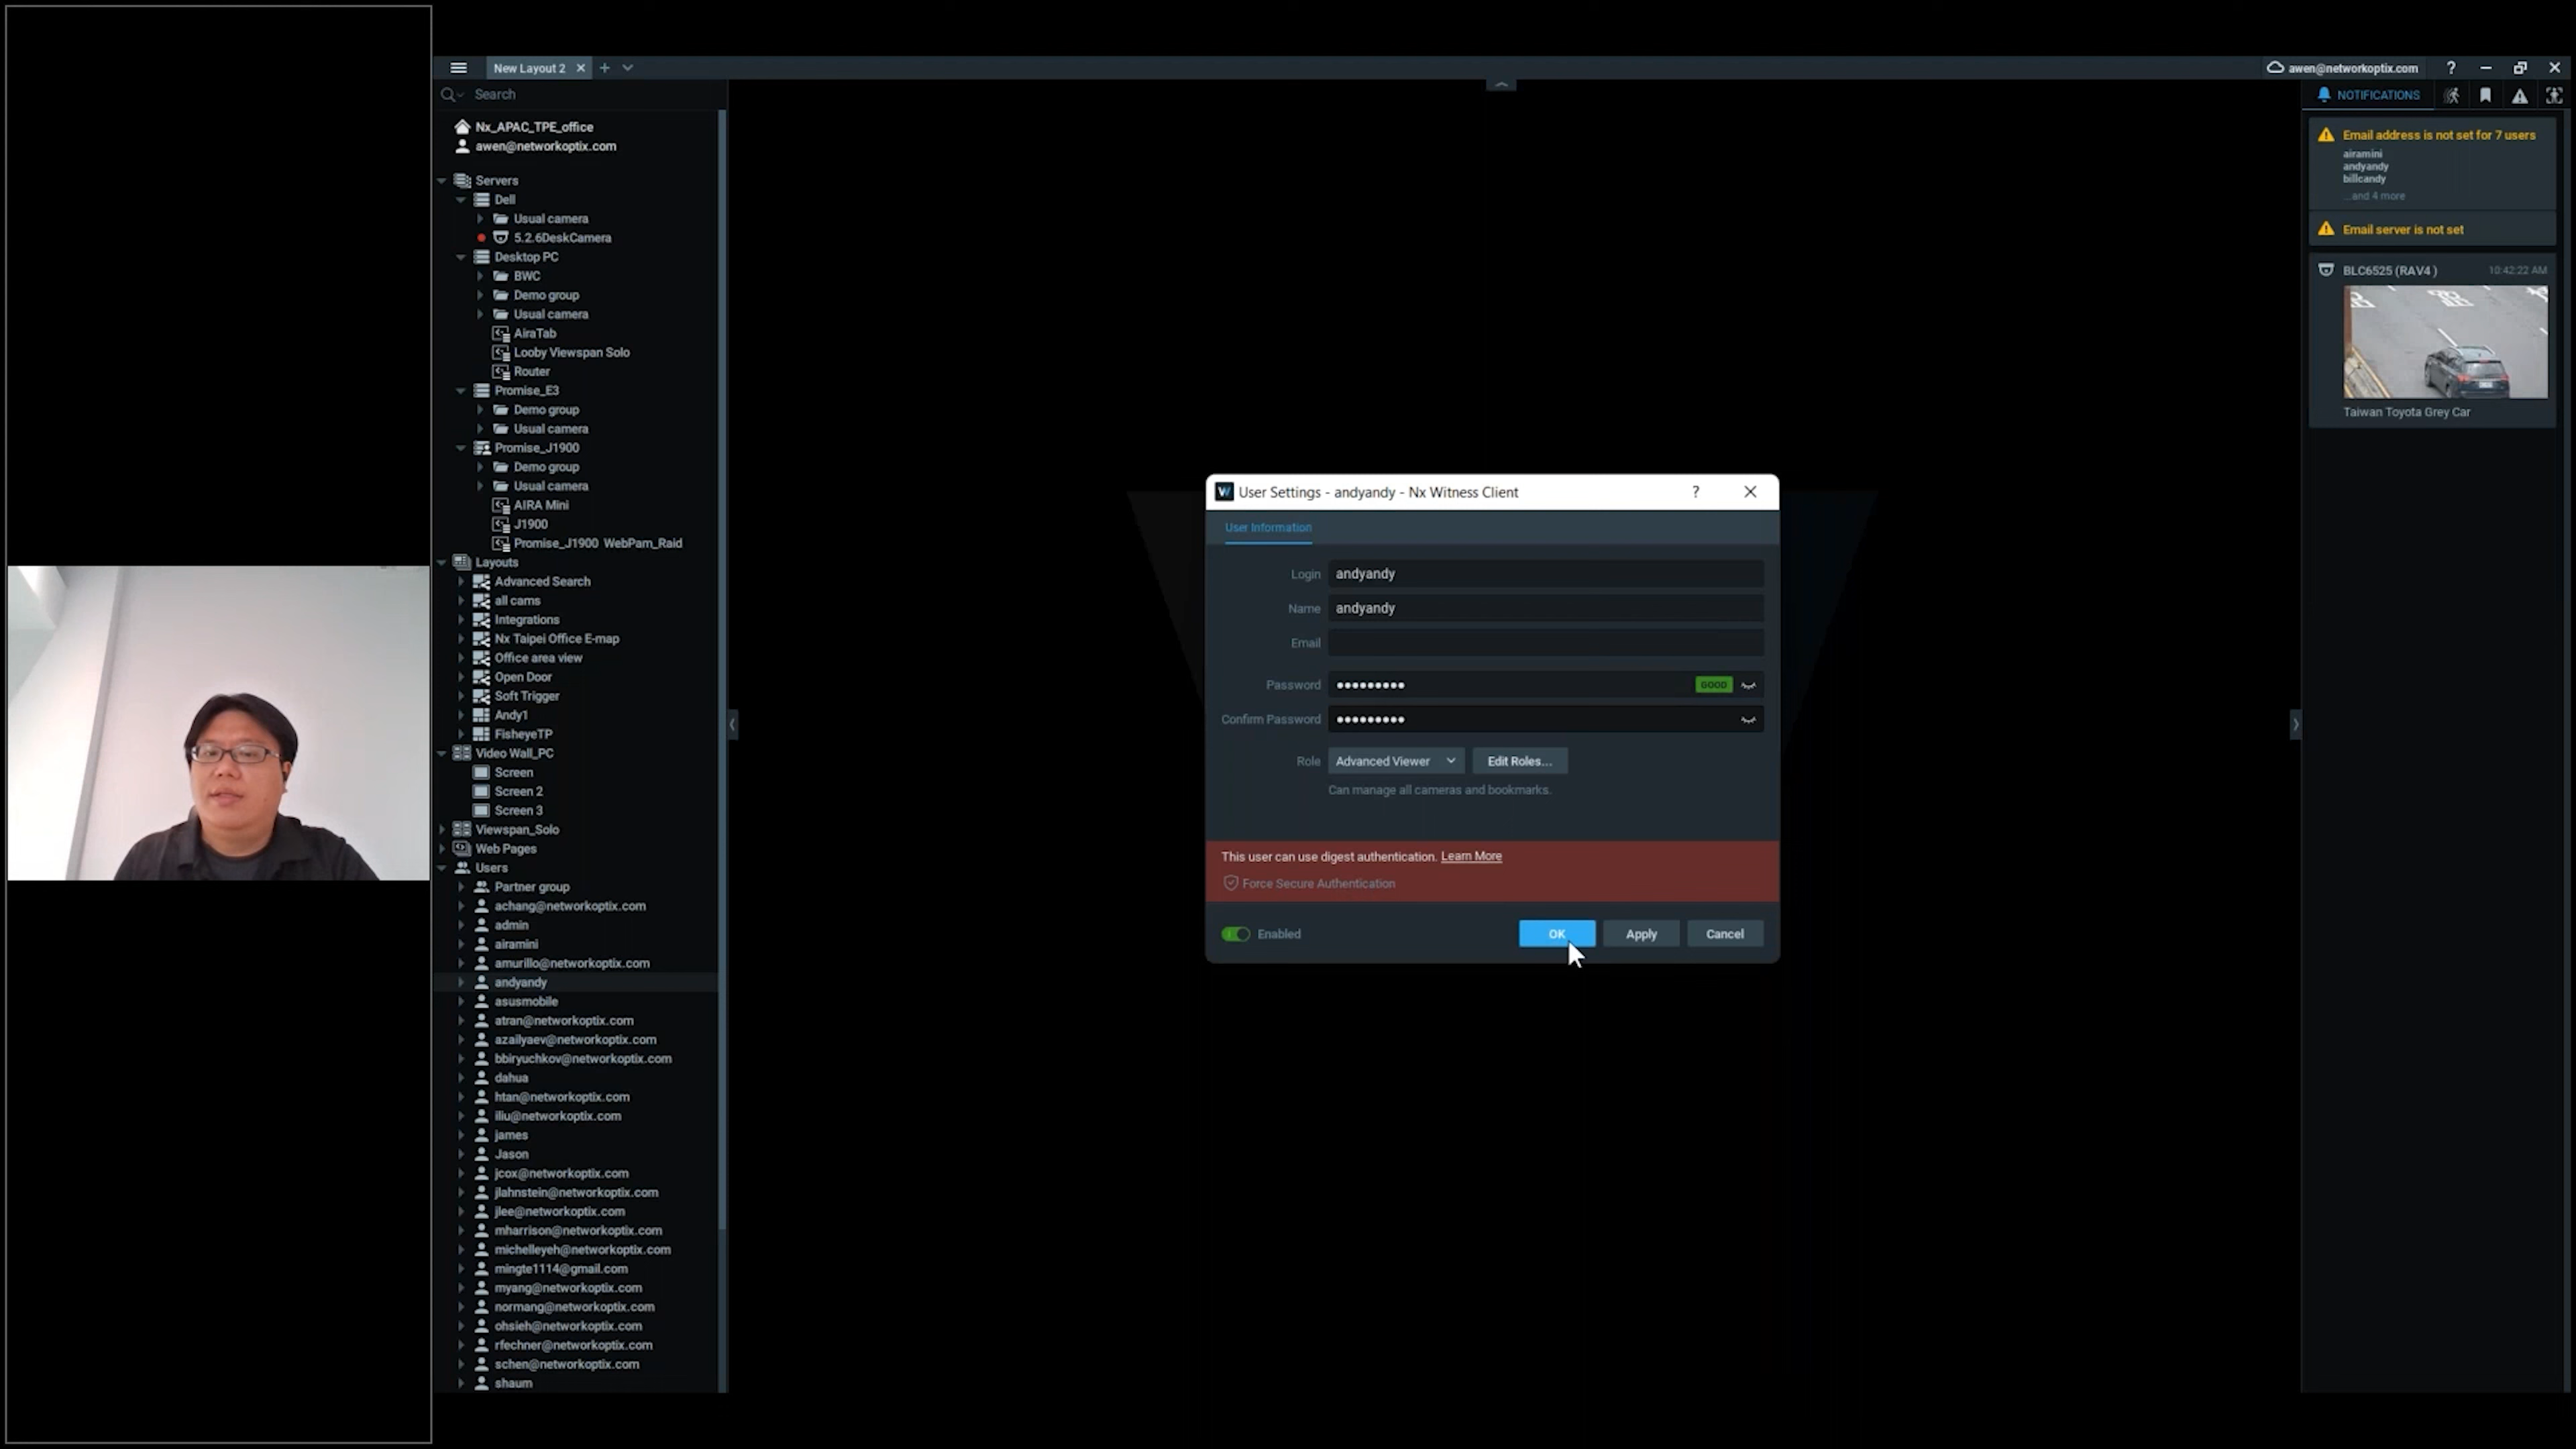 New Layout 2
awen@networkoptix.com
?
Search
NOTIFICATIONS
Nx_APAC_TPE_office
awen@networkoptix.com
Servers
Dell
Usual camera
5.2.6DeskCamera
Desktop PC
BWC
Demo group
Usual camera
AiraTab
Looby Viewspan Solo
Router
Promise_E3
Demo group
Usual camera
Promise_J1900
Demo group
Usual camera
AIRA Mini
J1900
Promise_J1900 WebPam_Raid
Layouts
Advanced Search
all cams
Integrations
Nx Taipei Office E-map
Office area view
Open Door
Soft Trigger
Andy1
FisheyeTP
Video Wall_PC
Screen
Screen 2
Screen 3
Viewspan_Solo
Web Pages
Users
Partner group
achang@networkoptix.com
admin
airamini
amurillo@networkoptix.com
andyandy
asusmobile
atran@networkoptix.com
azailyaev@networkoptix.com
bbiryuchkov@networkoptix.com
dahua
htan@networkoptix.com
iliu@networkoptix.com
james
Jason
jcox@networkoptix.com
jlahnstein@networkoptix.com
jlee@networkoptix.com
mharrison@networkoptix.com
michelleyeh@networkoptix.com
mingte1114@gmail.com
myang@networkoptix.com
normang@networkoptix.com
ohsieh@networkoptix.com
rfechner@networkoptix.com
schen@networkoptix.com
shaum
User Settings - andyandy - Nx Witness Client
?
User Information
Login andyandy
Name andyandy
Email
Password ●●●●●●●●● GOOD
Confirm Password ●●●●●●●●●
Role Advanced Viewer Edit Roles...
Can manage all cameras and bookmarks.
This user can use digest authentication. Learn More
Force Secure Authentication
Enabled OK Apply Cancel
Email address is not set for 7 users
airamini
andyandy
billcandy
...and 4 more
Email server is not set
BLC6525 (RAV4 ) 10:42:22 AM
Taiwan Toyota Grey Car